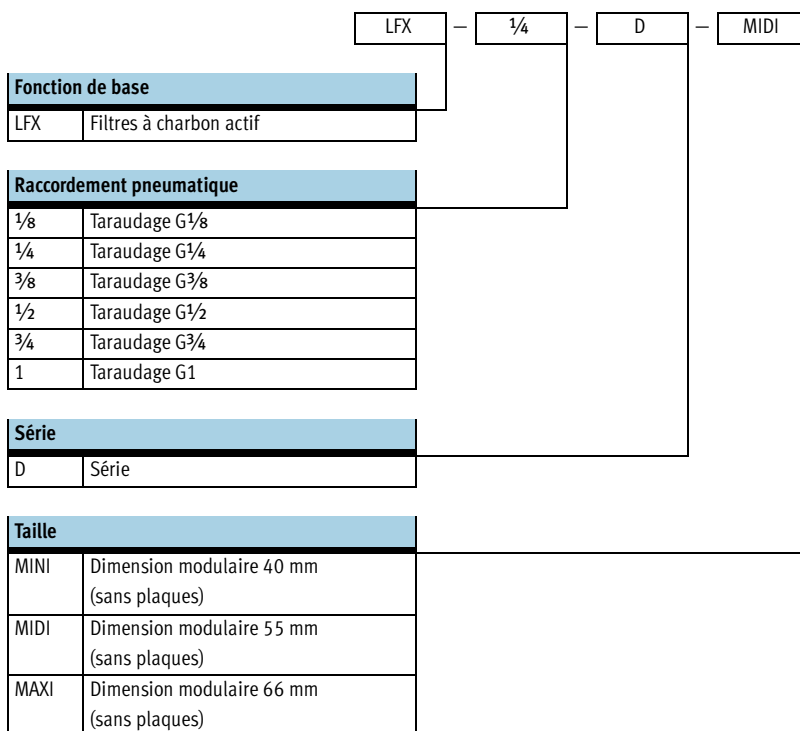 LFX – ¼ – D – MIDI
Fonction de base
LFX Filtres à charbon actif
Raccordement pneumatique
⅛ Taraudage G⅛
¼ Taraudage G¼
⅜ Taraudage G⅜
½ Taraudage G½
¾ Taraudage G¾
1 Taraudage G1
Série
D Série
Taille
MINI Dimension modulaire 40 mm
(sans plaques)
MIDI Dimension modulaire 55 mm
(sans plaques)
MAXI Dimension modulaire 66 mm
(sans plaques)